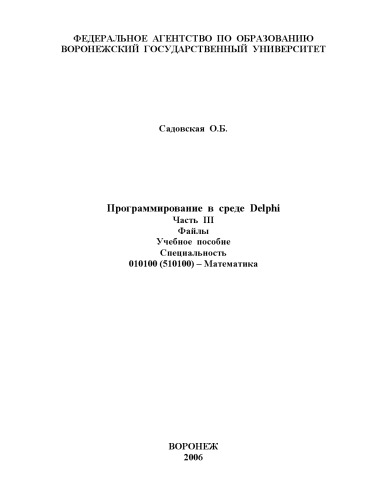 ФЕДЕРАЛЬНОЕ АГЕНТСТВО ПО ОБРАЗОВАНИЮ
ВОРОНЕЖСКИЙ ГОСУДАРСТВЕННЫЙ УНИВЕРСИТЕТ
Садовская О.Б.
Программирование в среде Delphi
Часть III
Файлы
Учебное пособие
Специальность
010100 (510100) – Математика
ВОРОНЕЖ
2006